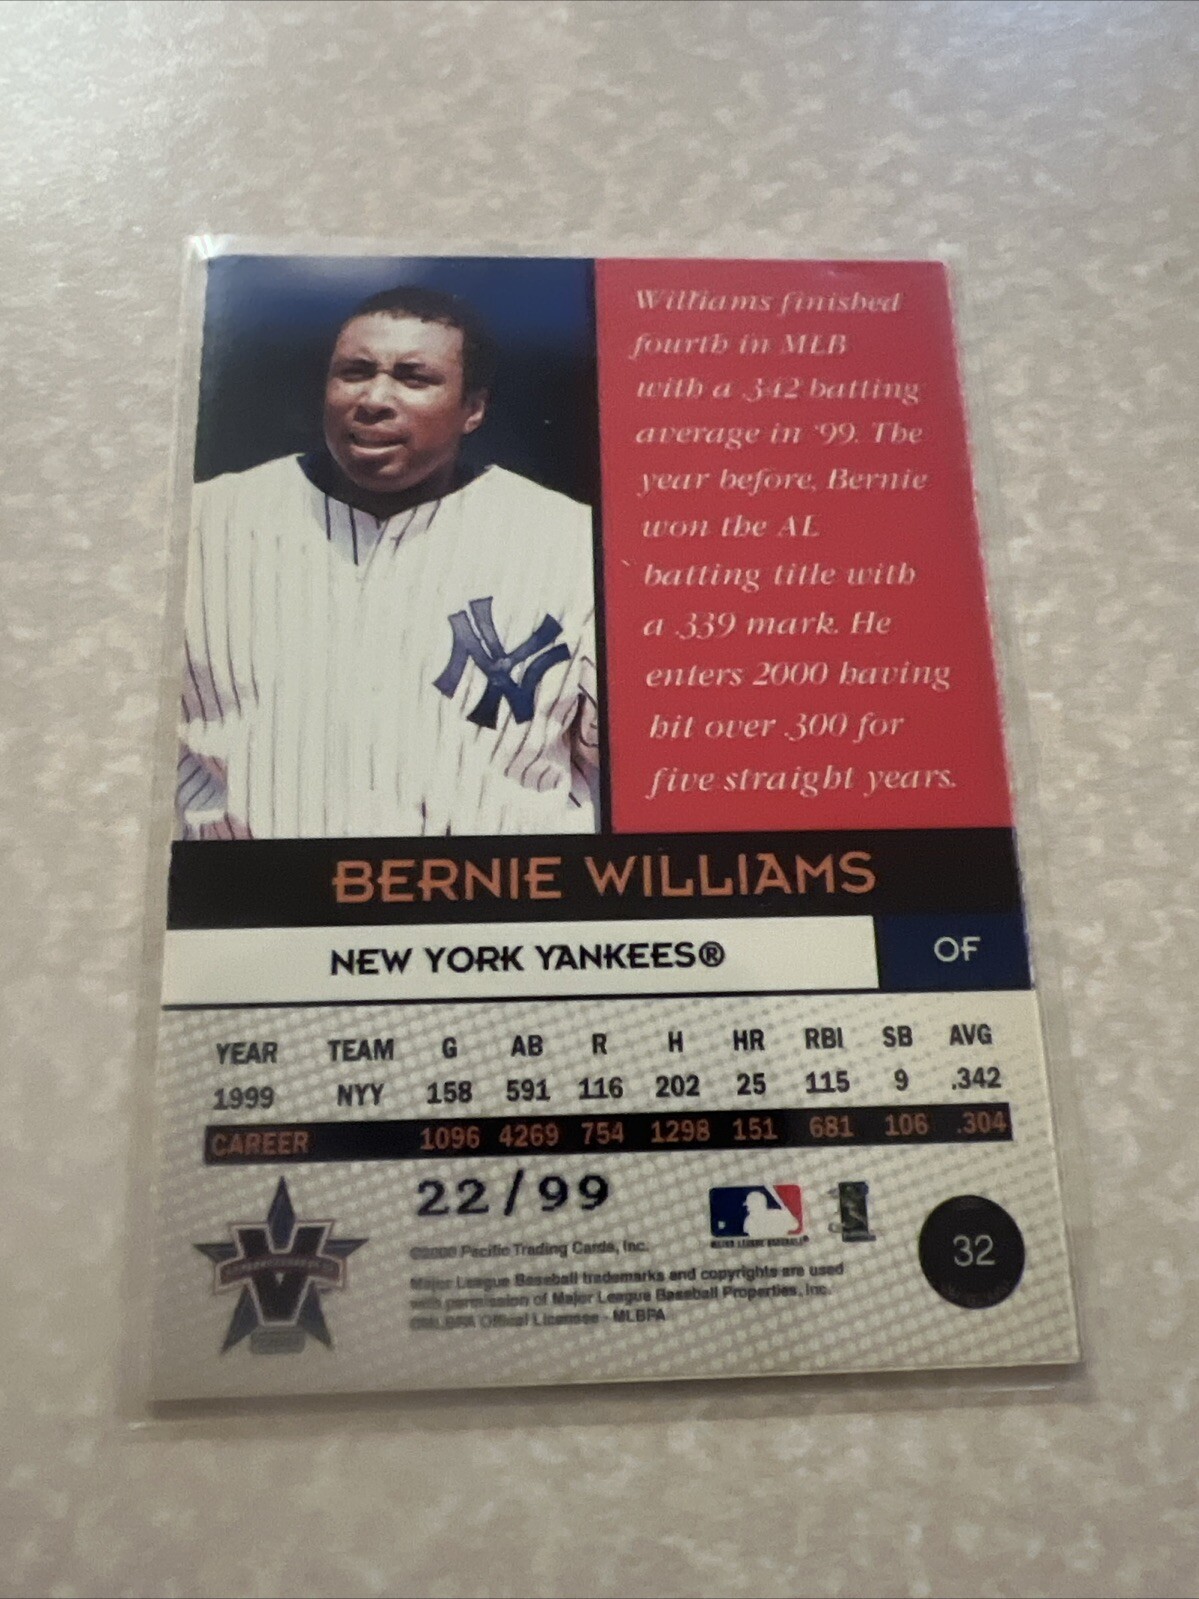 Williams finished
fourth in MLB
with a .342 batting
average in '99. The
year before, Bernie
won the AL
batting title with
a .339 mark. He
enters 2000 having
hit over .300 for
five straight years.
BERNIE WILLIAMS
NEW YORK YANKEES®
OF
YEAR TEAM G AB R H HR RBI SB AVG
1999 NYY 158 591 116 202 25 115 9 .342
CAREER 1096 4269 754 1298 151 681 106 .304
22/99
©2000 Pacific Trading Cards, Inc.
Major League Baseball trademarks and copyrights are used
with permission of Major League Baseball Properties, Inc.
©MLBPA Official Licensee - MLBPA
MAJOR LEAGUE BASEBALL®
32
V